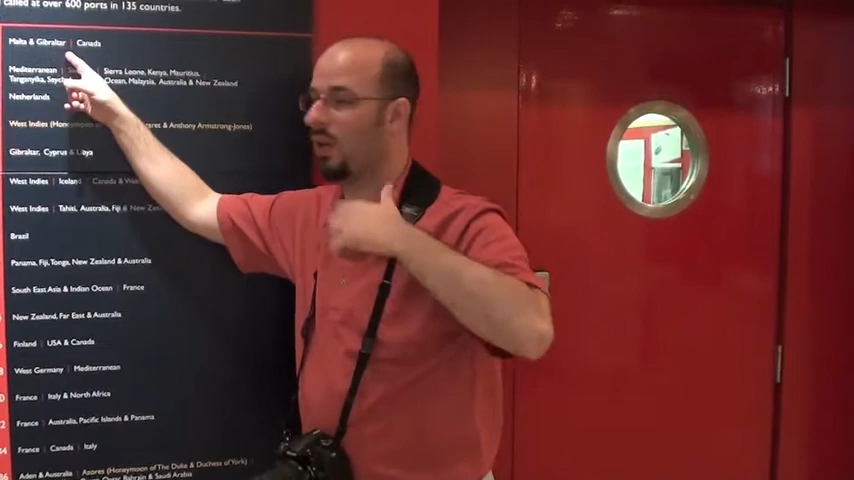 called at over 600 ports in 135 countries.
Malta & Gibraltar | Canada
Mediterranean | Sierra Leone, Kenya, Mauritius,
Tanganyika, Ocean, Malaysia, Australia & New Zealand
Netherlands
West Indies & Anthony Armstrong-Jones)
Gibraltar, Cyprus & Libya
West Indies | Iceland | Canada & West
West Indies | Tahiti, Australia, Fiji & New
Brazil
Panama, Fiji, Tonga, New Zealand & Australia
South East Asia & Indian Ocean | France
New Zealand, Far East & Australia
Finland | USA & Canada
West Germany | Mediterranean
France | Italy & North Africa
France | Australia, Pacific Islands & Panama
France | Canada | Italy
Aden & Australia | Azores (Honeymoon of The Duke & Duchess of York)
Bahrain & Saudi Arabia